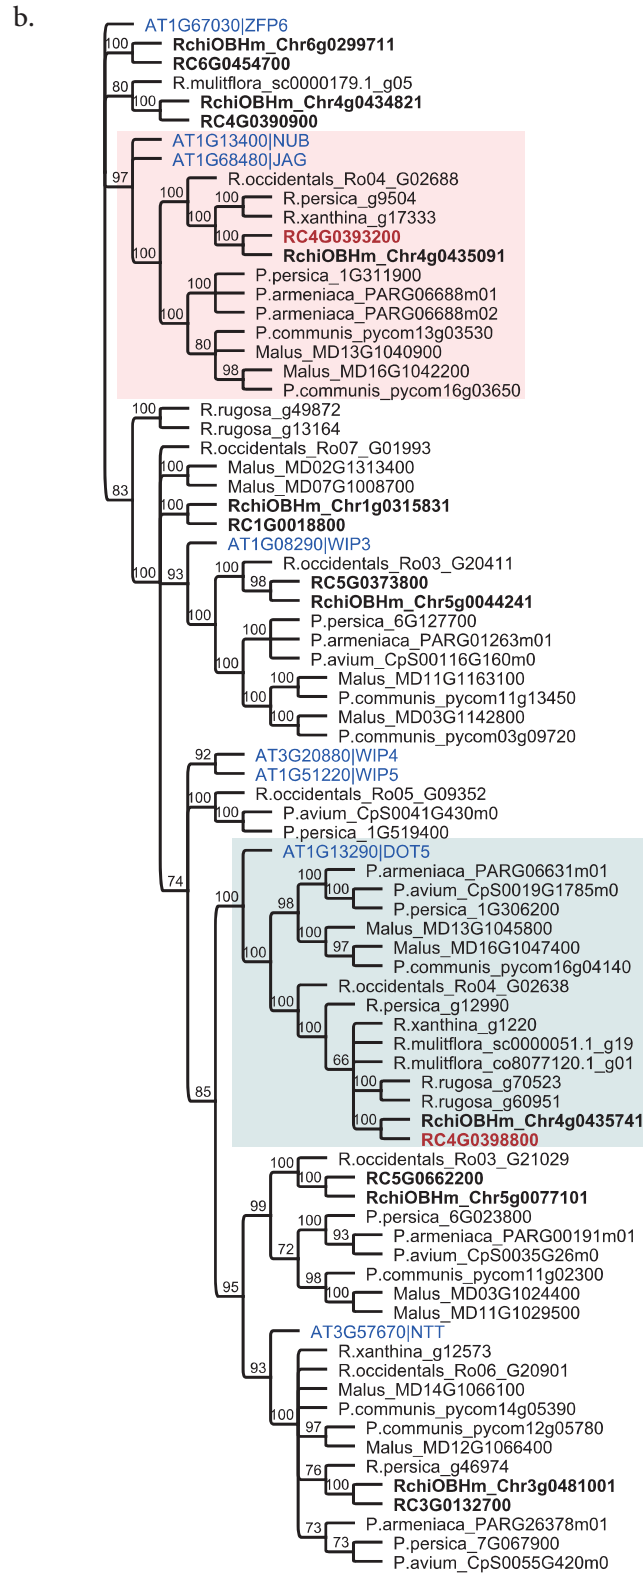 b.
AT1G67030|ZFP6
100
RchiOBHm_Chr6g0299711
RC6G0454700
R.mulitflora_sc0000179.1_g05
80
RchiOBHm_Chr4g0434821
100
RC4G0390900
AT1G13400|NUB
AT1G68480|JAG
97
R.occidentals_Ro04_G02688
100
R.persica_g9504
100
R.xanthina_g17333
100
RC4G0393200
100
RchiOBHm_Chr4g0435091
100
P.persica_1G311900
100
P.armeniaca_PARG06688m01
P.armeniaca_PARG06688m02
100
P.communis_pycom13g03530
80
Malus_MD13G1040900
Malus_MD16G1042200
98
P.communis_pycom16g03650
R.rugosa_g49872
100
R.rugosa_g13164
R.occidentals_Ro07_G01993
Malus_MD02G1313400
100
Malus_MD07G1008700
83
RchiOBHm_Chr1g0315831
100
RC1G0018800
AT1G08290|WIP3
R.occidentals_Ro03_G20411
100
100
93
RC5G0373800
98
RchiOBHm_Chr5g0044241
100
P.persica_6G127700
100
P.armeniaca_PARG01263m01
P.avium_CpS00116G160m0
100
Malus_MD11G1163100
100
P.communis_pycom11g13450
100
Malus_MD03G1142800
100
P.communis_pycom03g09720
AT3G20880|WIP4
92
AT1G51220|WIP5
R.occidentals_Ro05_G09352
100
P.avium_CpS0041G430m0
100
P.persica_1G519400
AT1G13290|DOT5
P.armeniaca_PARG06631m01
74
100
100
P.avium_CpS0019G1785m0
100
P.persica_1G306200
98
Malus_MD13G1045800
100
Malus_MD16G1047400
97
100
P.communis_pycom16g04140
R.occidentals_Ro04_G02638
R.persica_g12990
100
R.xanthina_g1220
100
R.mulitflora_sc0000051.1_g19
R.mulitflora_co8077120.1_g01
66
R.rugosa_g70523
100
R.rugosa_g60951
85
RchiOBHm_Chr4g0435741
100
RC4G0398800
R.occidentals_Ro03_G21029
100
RC5G0662200
100
RchiOBHm_Chr5g0077101
99
P.persica_6G023800
100
P.armeniaca_PARG00191m01
93
P.avium_CpS0035G26m0
72
P.communis_pycom11g02300
98
Malus_MD03G1024400
100
Malus_MD11G1029500
95
AT3G57670|NTT
R.xanthina_g12573
93
R.occidentals_Ro06_G20901
Malus_MD14G1066100
P.communis_pycom14g05390
100
P.communis_pycom12g05780
97
Malus_MD12G1066400
R.persica_g46974
76
RchiOBHm_Chr3g0481001
100
RC3G0132700
P.armeniaca_PARG26378m01
73
P.persica_7G067900
73
P.avium_CpS0055G420m0